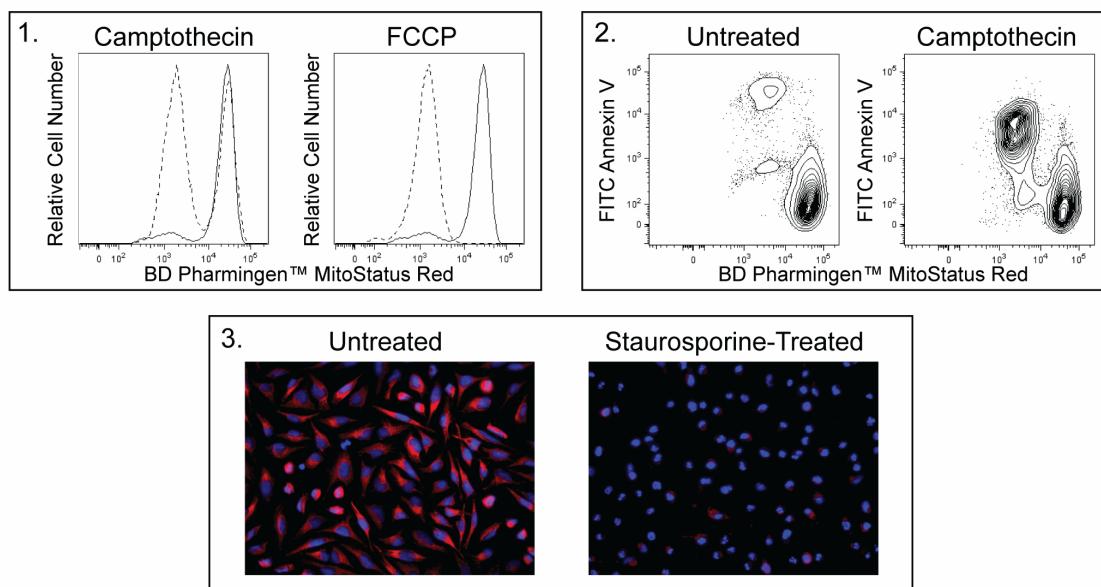 1.
Camptothecin
FCCP
Relative Cell Number
Relative Cell Number
0 10² 10³ 10⁴ 10⁵
0 10² 10³ 10⁴ 10⁵
BD Pharmingen™ MitoStatus Red
2.
Untreated
Camptothecin
FITC Annexin V
10⁵
10⁴
10³
10²
0
FITC Annexin V
10⁵
10⁴
10³
10²
0
0 10³ 10⁴ 10⁵
0 10³ 10⁴ 10⁵
BD Pharmingen™ MitoStatus Red
3.
Untreated
Staurosporine-Treated